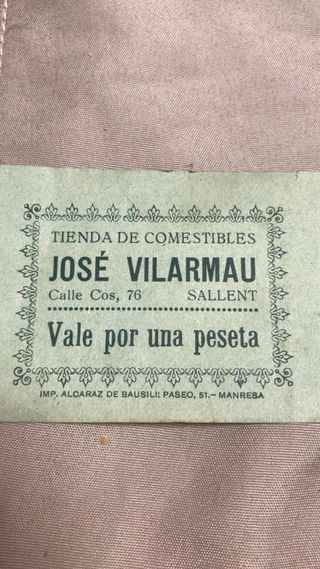 TIENDA DE COMESTIBLES
JOSÉ VILARMAU
Calle Cos, 76 SALLENT
Vale por una peseta
IMP. ALCARAZ DE BAUSILI; PASEO, 51.- MANRESA